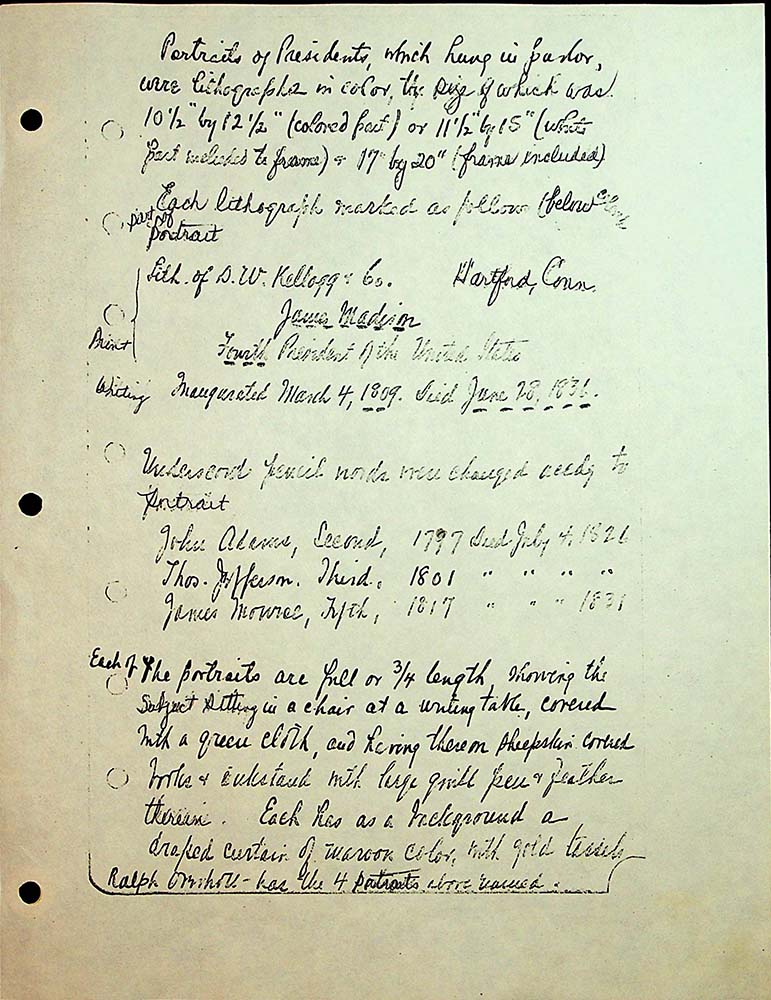 Portraits of Presidents, which hung in parlor,
were lithographs in color, the size of which was
10 1/2" by 12 1/2" (colored part) or 11 1/2" by 15" (white
part included to frame) & 17" by 20" (frame included)
Each lithograph marked as follows (below
part of
portrait
Lith. of D. W. Kellogg & Co. Hartford, Conn.
James Madison
Print
Fourth President of the United States
Writing Inaugurated March 4, 1809. Died June 28, 1836.
Underscored pencil words were changed accdg to
portrait
John Adams, Second, 1797 Died July 4, 1826
Thos. Jefferson, Third, 1801 " " " "
James Monroe, Fifth, 1817 " " " 1831
Each of The portraits are full or 3/4 length, showing the
subject sitting in a chair at a writing table, covered
with a green cloth, and having thereon sheepskin covered
books & inkstand with large quill pen & feather
therein. Each has as a background a
draped curtain of maroon color, with gold tassels
Ralph has the 4 portraits above named.